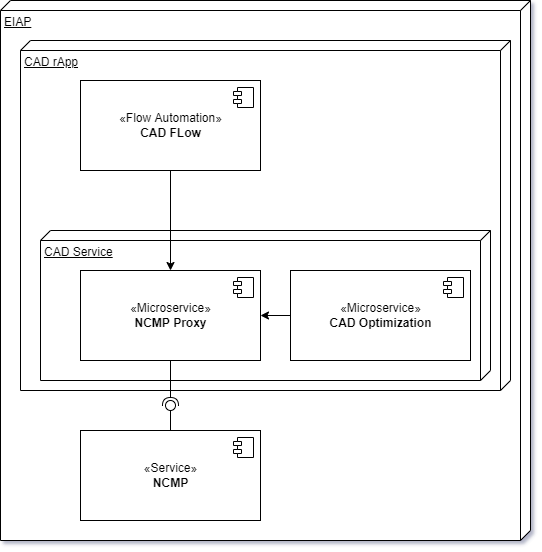 EIAP
CAD rApp
«Flow Automation»
CAD FLow
CAD Service
«Microservice»
NCMP Proxy
«Microservice»
CAD Optimization
«Service»
NCMP